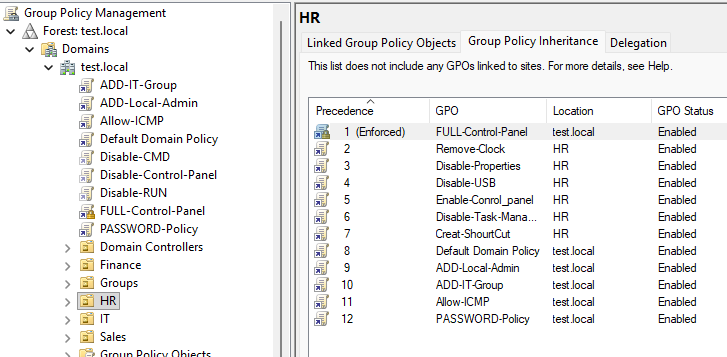 Group Policy Management
Forest: test.local
Domains
test.local
ADD-IT-Group
ADD-Local-Admin
Allow-ICMP
Default Domain Policy
Disable-CMD
Disable-Control-Panel
Disable-RUN
FULL-Control-Panel
PASSWORD-Policy
Domain Controllers
Finance
Groups
HR
IT
Sales
Group Policy Objects
HR
Linked Group Policy Objects Group Policy Inheritance Delegation
This list does not include any GPOs linked to sites. For more details, see Help.
Precedence GPO Location GPO Status
1 (Enforced) FULL-Control-Panel test.local Enabled
2 Remove-Clock HR Enabled
3 Disable-Properties HR Enabled
4 Disable-USB HR Enabled
5 Enable-Conrol_panel HR Enabled
6 Disable-Task-Mana... HR Enabled
7 Creat-ShourtCut HR Enabled
8 Default Domain Policy test.local Enabled
9 ADD-Local-Admin test.local Enabled
10 ADD-IT-Group test.local Enabled
11 Allow-ICMP test.local Enabled
12 PASSWORD-Policy test.local Enabled